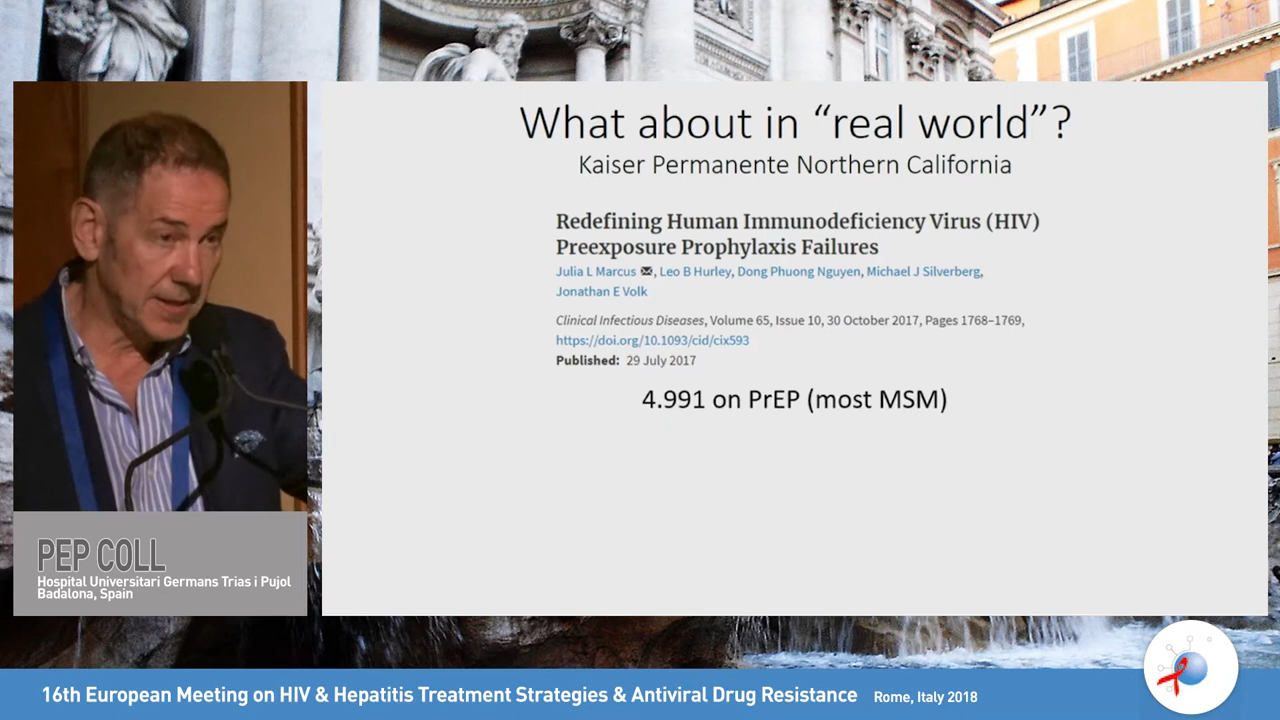 What about in “real world”?
Kaiser Permanente Northern California
Redefining Human Immunodeficiency Virus (HIV)
Preexposure Prophylaxis Failures
Julia L Marcus, Leo B Hurley, Dong Phuong Nguyen, Michael J Silverberg,
Jonathan E Volk
Clinical Infectious Diseases, Volume 65, Issue 10, 30 October 2017, Pages 1768–1769,
https://doi.org/10.1093/cid/cix593
Published: 29 July 2017
4.991 on PrEP (most MSM)
PEP COLL
Hospital Universitari Germans Trias i Pujol
Badalona, Spain
16th European Meeting on HIV & Hepatitis Treatment Strategies & Antiviral Drug Resistance Rome, Italy 2018